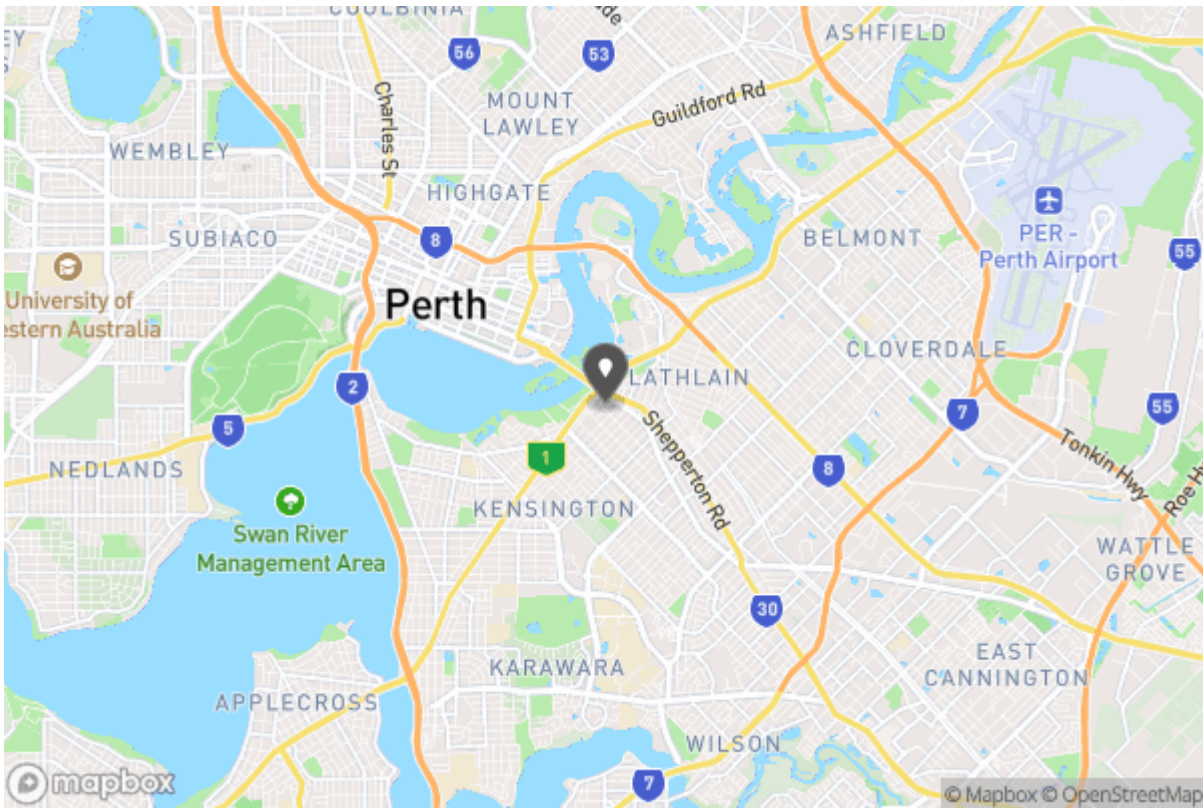 COOLBINIA
ASHFIELD
56
53
MOUNT
LAWLEY
Guildford Rd
Charles St
WEMBLEY
HIGHGATE
SUBIACO
8
BELMONT
PER -
Perth Airport
55
University of
estern Australia
Perth
CLOVERDALE
LATHLAIN
2
5
7
55
Shepperton Rd
Tonkin Hwy
NEDLANDS
1
8
KENSINGTON
Swan River
Management Area
WATTLE
GROVE
30
KARAWARA
EAST
CANNINGTON
APPLECROSS
WILSON
7
mapbox
© Mapbox © OpenStreetMap